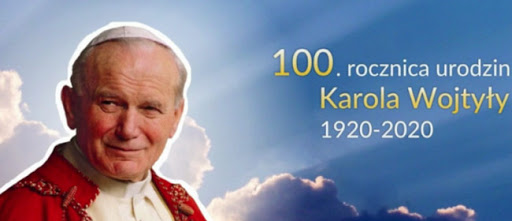 100. rocznica urodzin
Karola Wojtyły
1920-2020